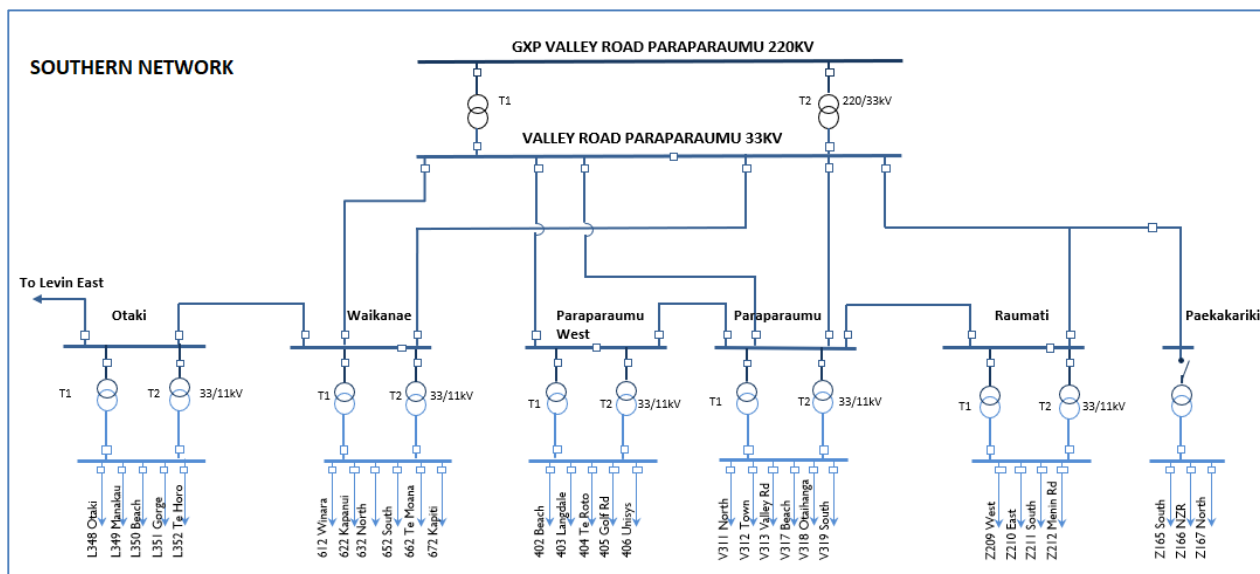 GXP VALLEY ROAD PARAPARAUMU 220KV
SOUTHERN NETWORK
T1
T2
220/33kV
VALLEY ROAD PARAPARAUMU 33KV
To Levin East
Otaki
Waikanae
Paraparaumu
West
Paraparaumu
Raumati
Paekakariki
T1
T2
33/11kV
T1
T2
33/11kV
T1
T2
T1
T2
33/11kV
T1
T2
33/11kV
L348 Otaki
L349 Manakau
L350 Beach
L351 Gorge
L352 Te Horo
612 Winara
622 Kapanui
632 North
652 South
662 Te Moana
672 Kapiti
402 Beach
403 Langdale
404 Te Roto
405 Golf Rd
406 Unisys
V311 North
V312 Town
V313 Valley Rd
V317 Beach
V318 Otaihanga
V319 South
Z209 West
Z210 East
Z211 South
Z212 Menin Rd
Z165 South
Z166 NZR
Z167 North